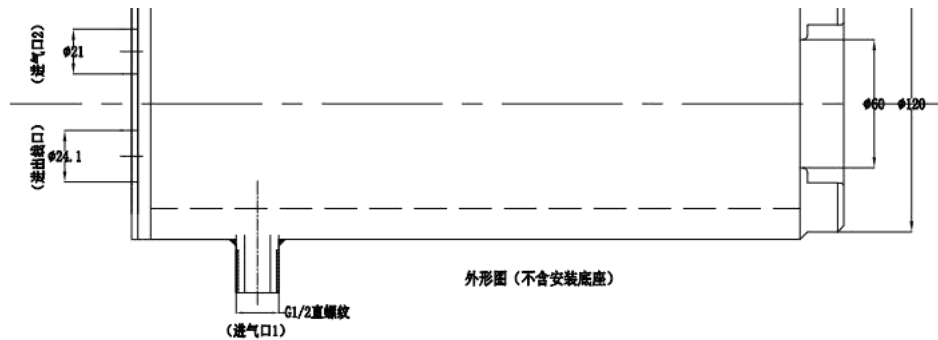 (进气口2)
ϕ21
(进出线口)
ϕ24.1
ϕ60
ϕ120
外形图（不含安装底座）
G1/2直螺纹
(进气口1)